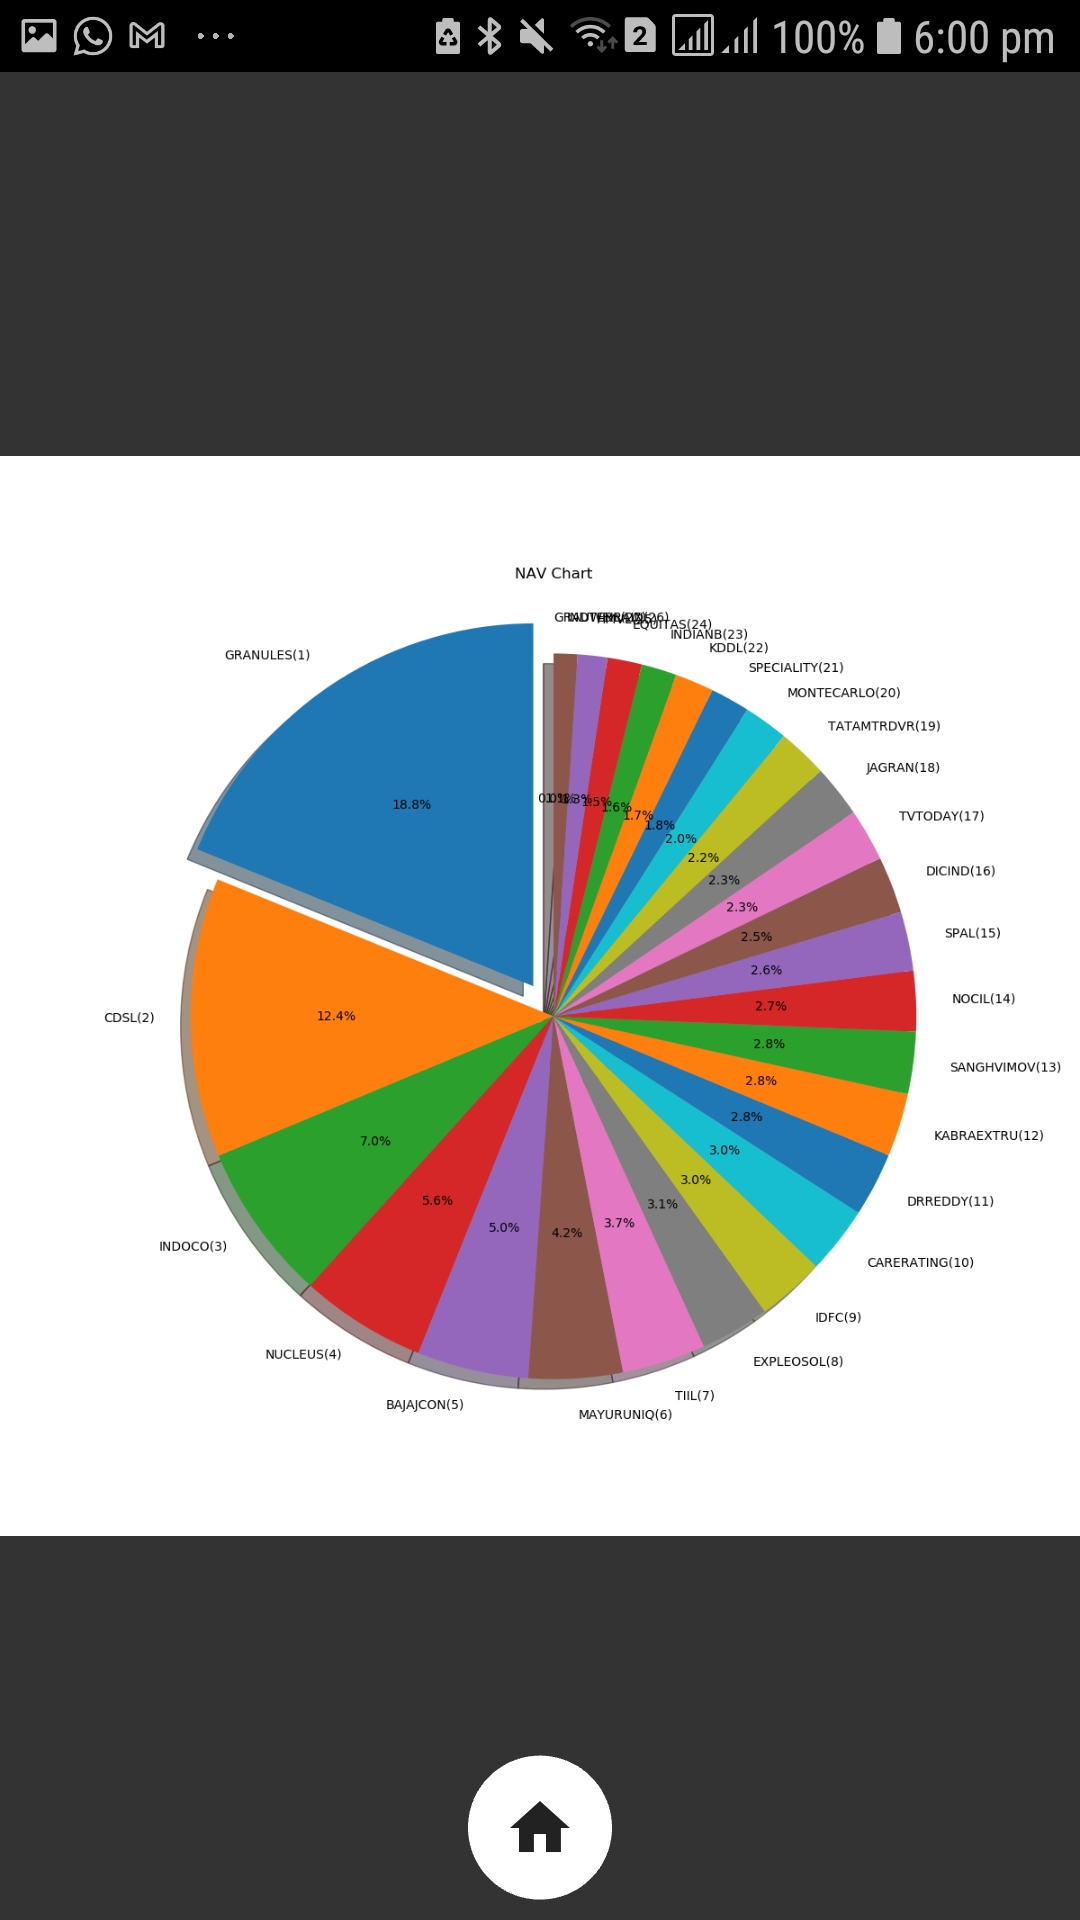 100% 6:00 pm
2
NAV Chart
EQUITAS(24)
INDIANB(23)
KDDL(22)
SPECIALITY(21)
MONTECARLO(20)
TATAMTRDVR(19)
JAGRAN(18)
TVTODAY(17)
DICIND(16)
SPAL(15)
NOCIL(14)
SANGHVIMOV(13)
KABRAEXTRU(12)
DRREDDY(11)
CARERATING(10)
IDFC(9)
EXPLEOSOL(8)
TIIL(7)
MAYURUNIQ(6)
BAJAJCON(5)
NUCLEUS(4)
INDOCO(3)
CDSL(2)
GRANULES(1)
18.8%
12.4%
7.0%
5.6%
5.0%
4.2%
3.7%
3.1%
3.0%
3.0%
2.8%
2.8%
2.8%
2.7%
2.6%
2.5%
2.3%
2.3%
2.2%
2.0%
1.8%
1.7%
1.6%
1.5%